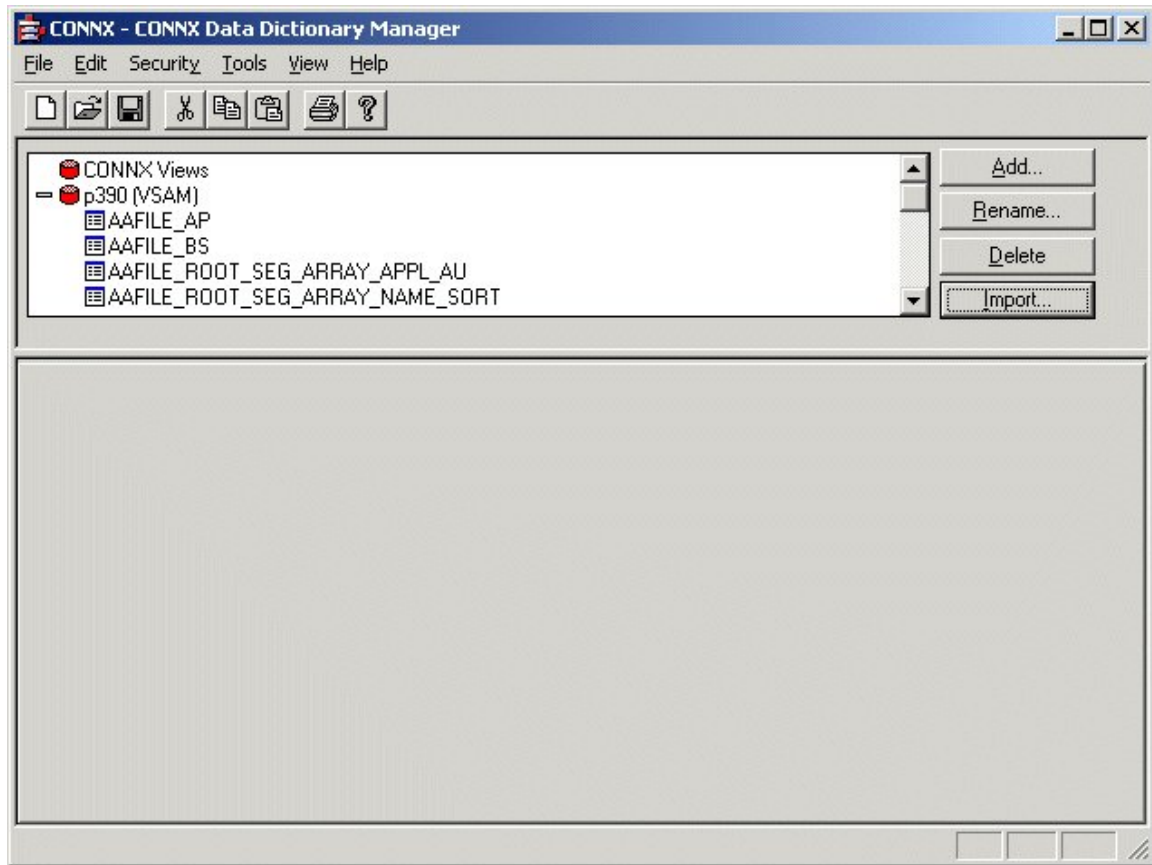 CONNX - CONNX Data Dictionary Manager
File Edit Security Tools View Help
CONNX Views
p390 (VSAM)
AAFILE_AP
AAFILE_BS
AAFILE_ROOT_SEG_ARRAY_APPL_AU
AAFILE_ROOT_SEG_ARRAY_NAME_SORT
Add...
Rename...
Delete
Import...